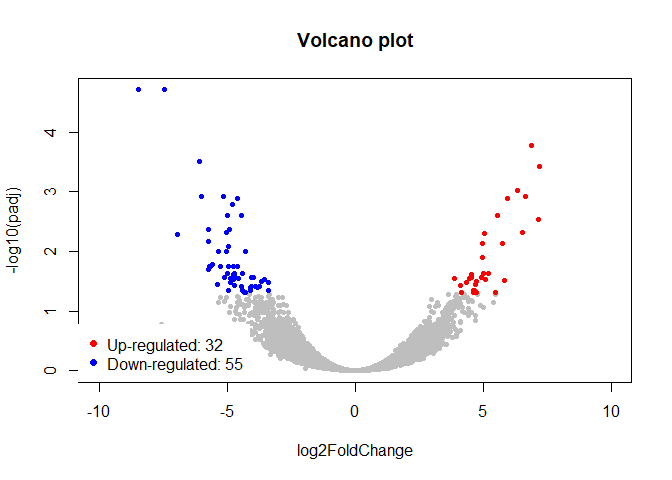 Volcano plot
-log10(padj)
4
3
2
1
0
Up-regulated: 32
Down-regulated: 55
-10 -5 0 5 10
log2FoldChange